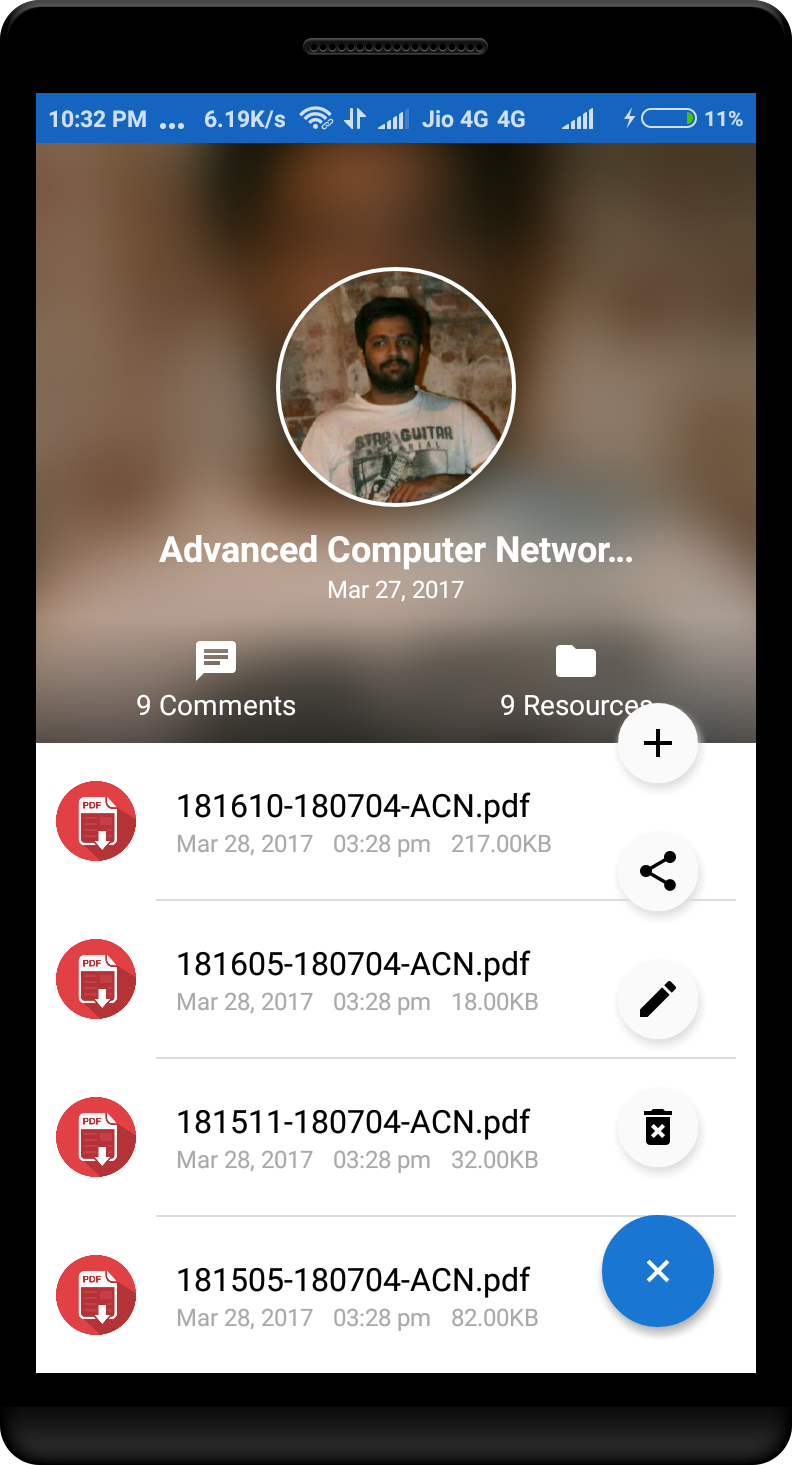 10:32 PM ... 6.19K/s Jio 4G 4G 11%
STAR GUITAR
Advanced Computer Networ...
Mar 27, 2017
9 Comments 9 Resources
PDF 181610-180704-ACN.pdf
Mar 28, 2017 03:28 pm 217.00KB
PDF 181605-180704-ACN.pdf
Mar 28, 2017 03:28 pm 18.00KB
PDF 181511-180704-ACN.pdf
Mar 28, 2017 03:28 pm 32.00KB
PDF 181505-180704-ACN.pdf
Mar 28, 2017 03:28 pm 82.00KB